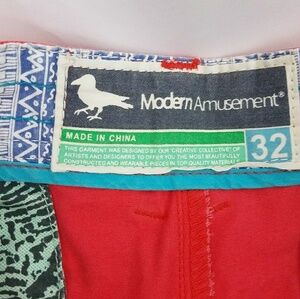 Modern Amusement®
MADE IN CHINA
32
THIS GARMENT WAS DESIGNED BY OUR "CREATIVE COLLECTIVE" OF
ARTISTS AND DESIGNERS TO OFFER YOU THE MOST BEAUTIFULLY
CONSTRUCTED AND WEARABLE PIECES IN TOP QUALITY MATERIALS